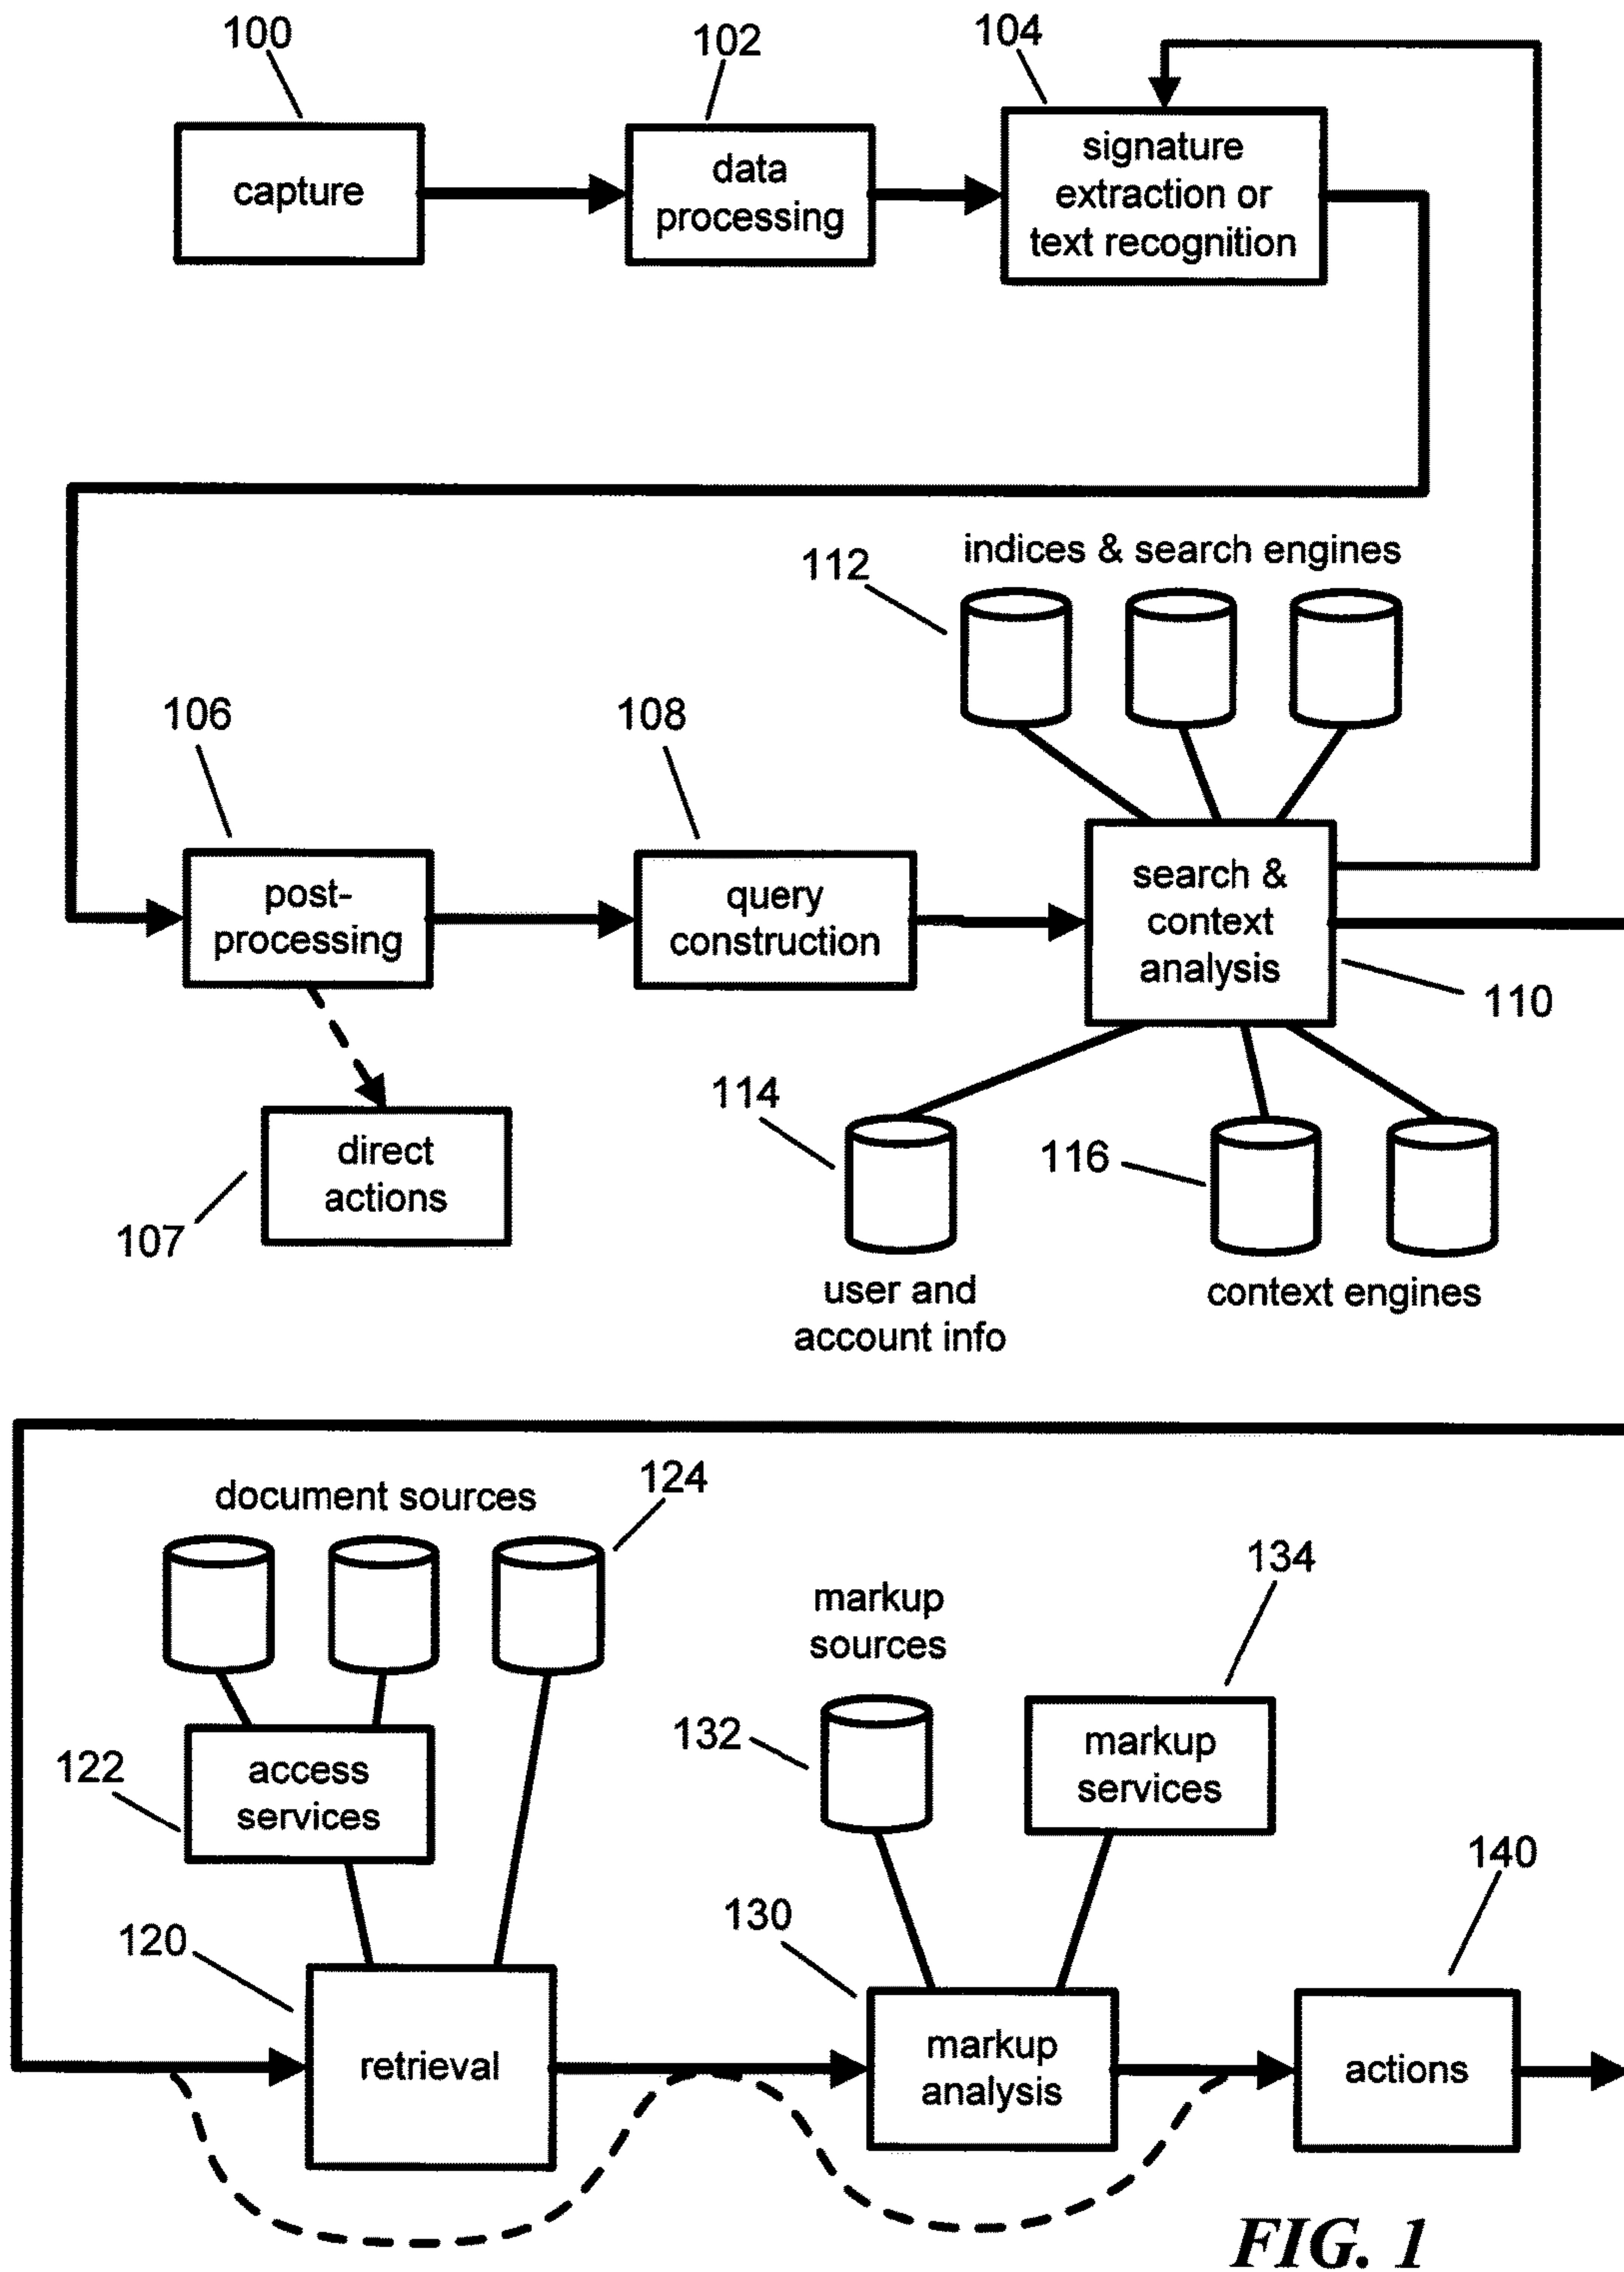 100
102
104
capture
data
processing
signature
extraction or
text recognition
indices & search engines
112
106
108
post-
processing
query
construction
search &
context
analysis
110
114
116
direct
actions
107
user and
account info
context engines
document sources
124
134
markup
sources
132
markup
services
122
access
services
140
130
120
retrieval
markup
analysis
actions
FIG. 1